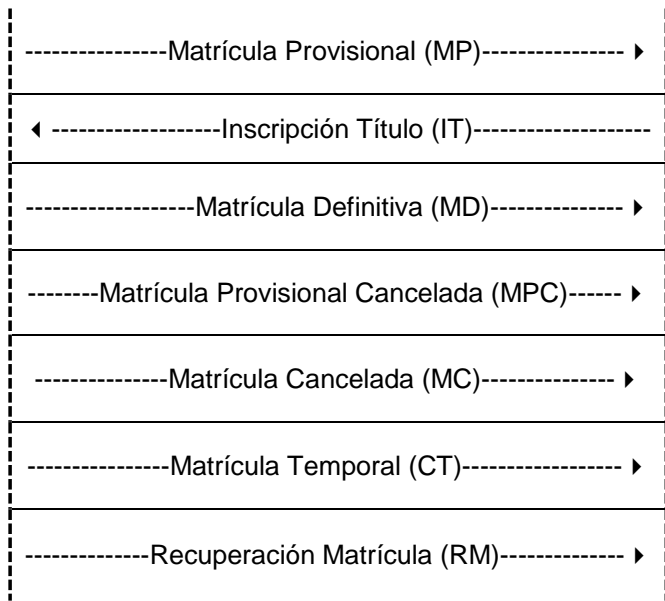 ----------------Matrícula Provisional (MP)----------------
-------------------Inscripción Título (IT)--------------------
-------------------Matrícula Definitiva (MD)---------------
--------Matrícula Provisional Cancelada (MPC)------
---------------Matrícula Cancelada (MC)---------------
----------------Matrícula Temporal (CT)------------------
--------------Recuperación Matrícula (RM)--------------